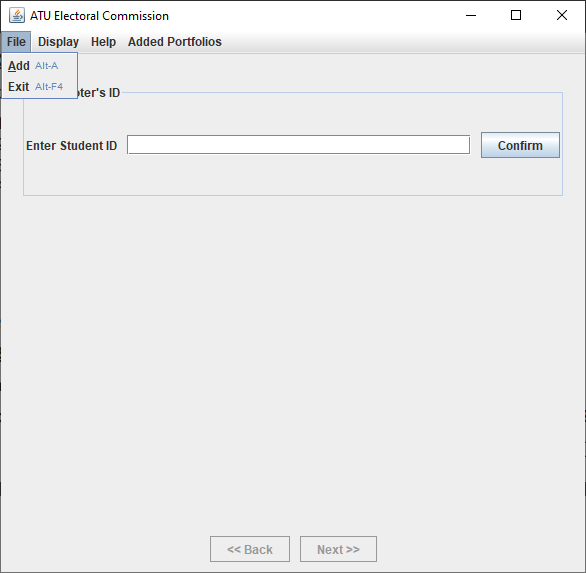 ATU Electoral Commission
File Display Help Added Portfolios
Add Alt-A
Exit Alt-F4
oter's ID
Enter Student ID Confirm
<< Back Next >>